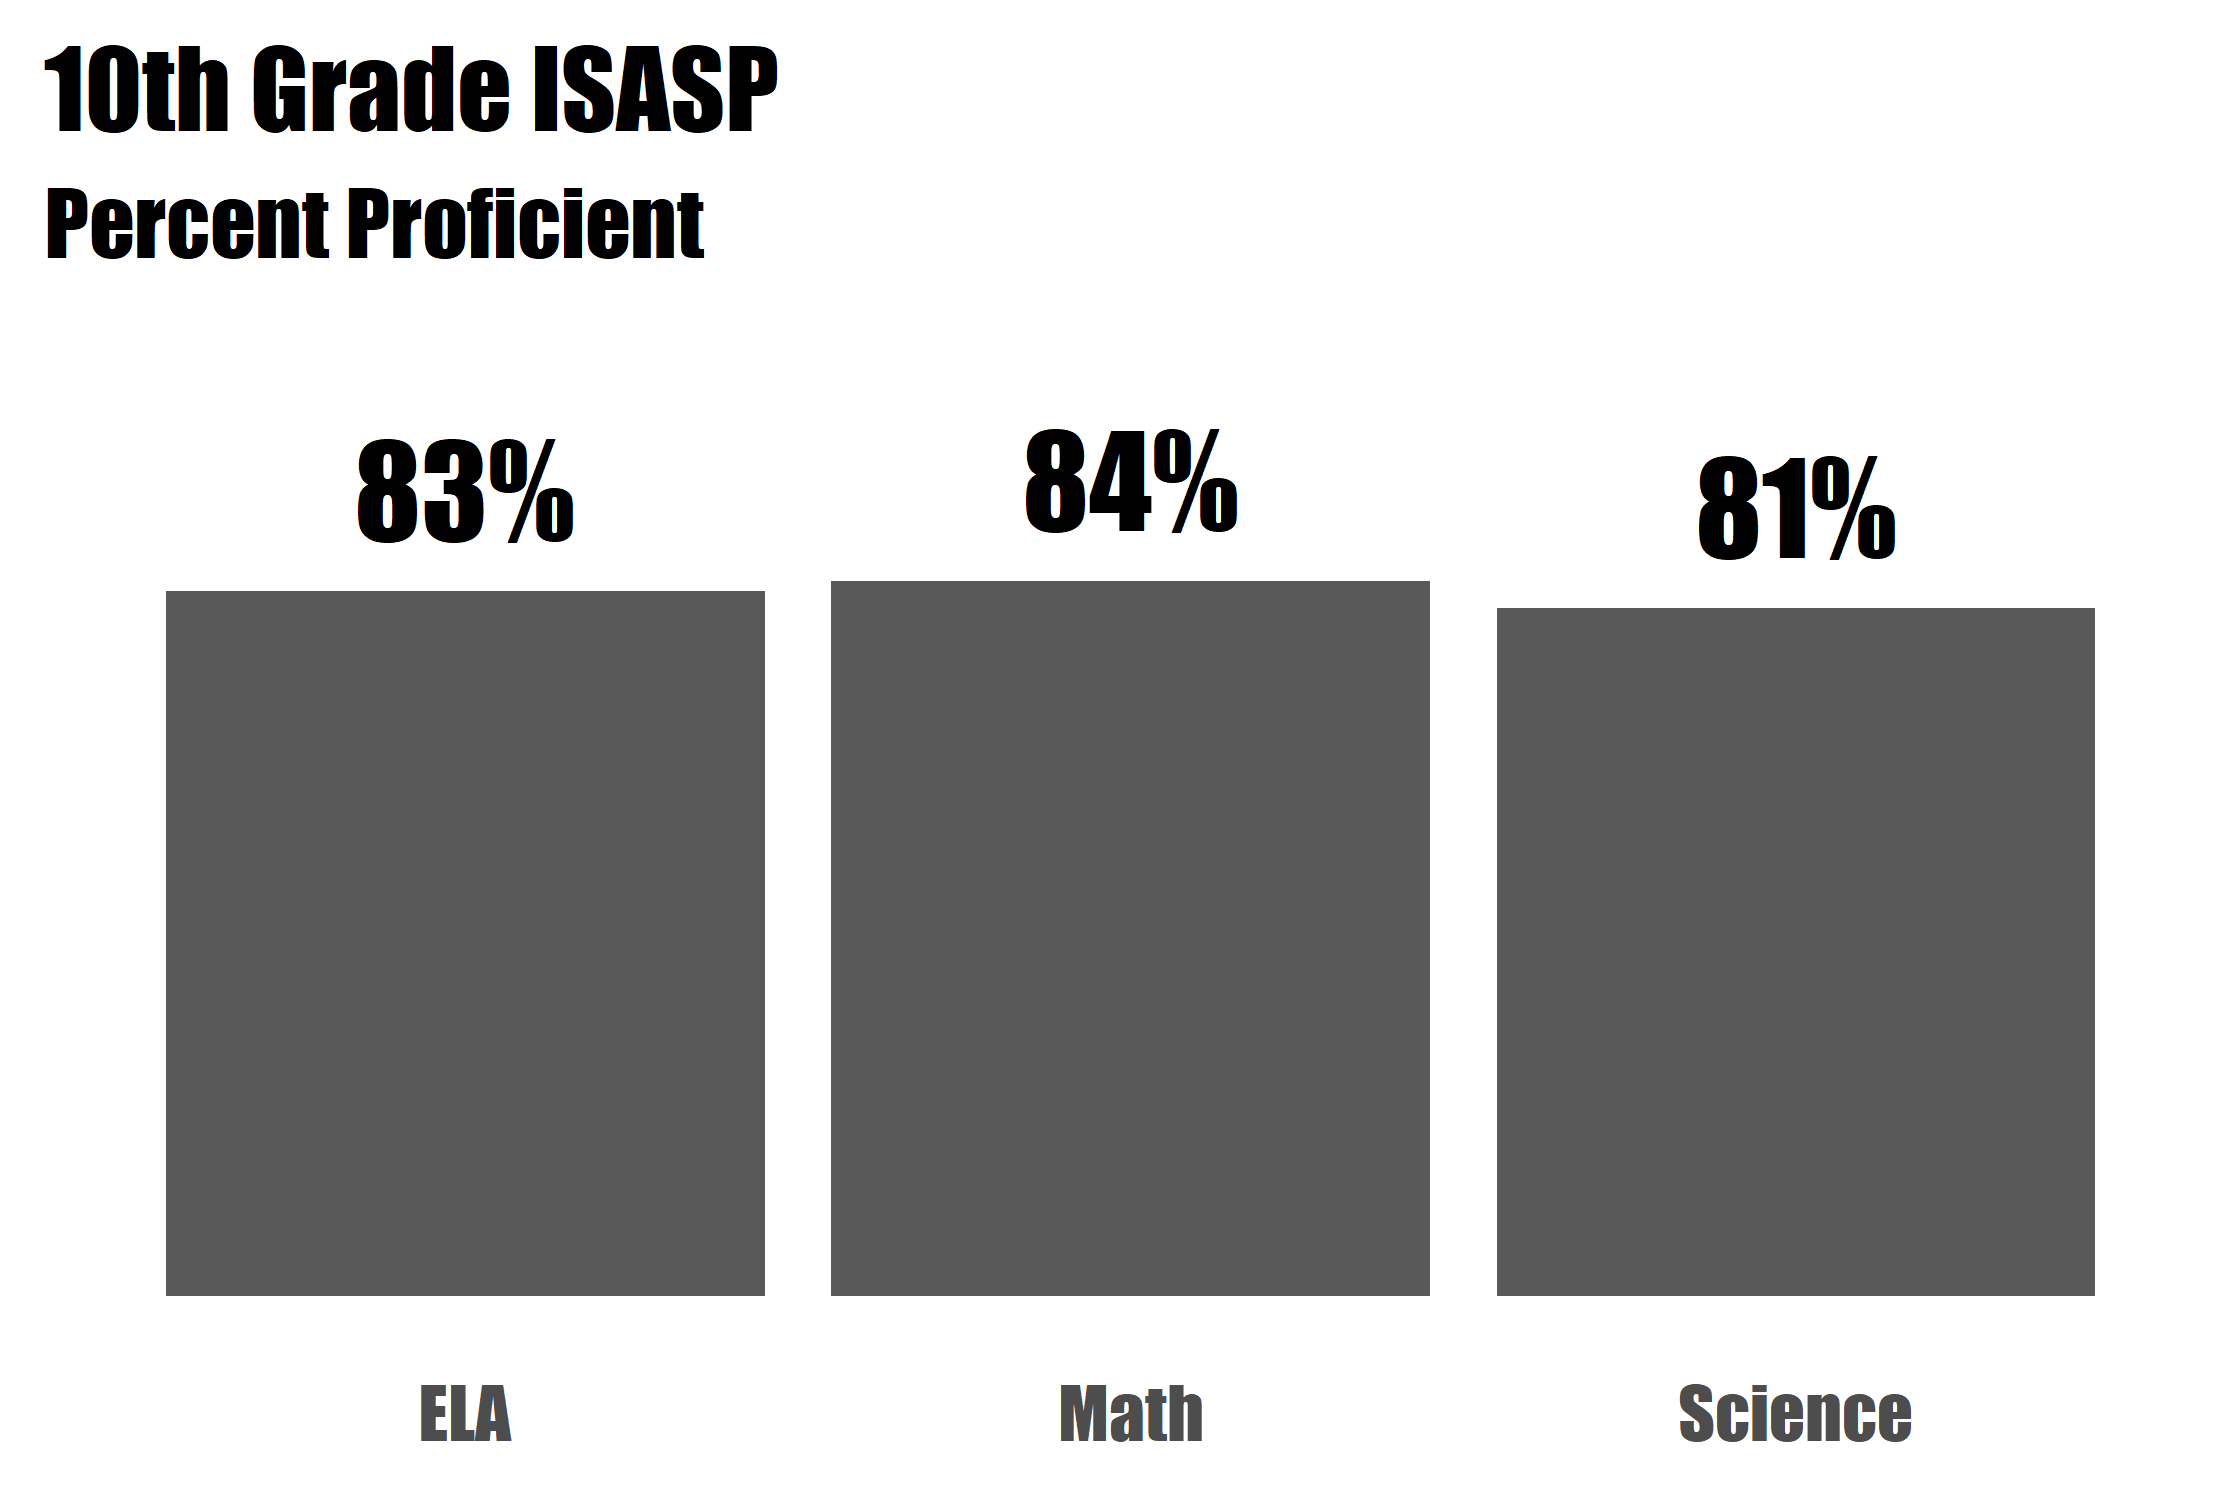 10th Grade ISASP
Percent Proficient
83%
84%
81%
ELA
Math
Science